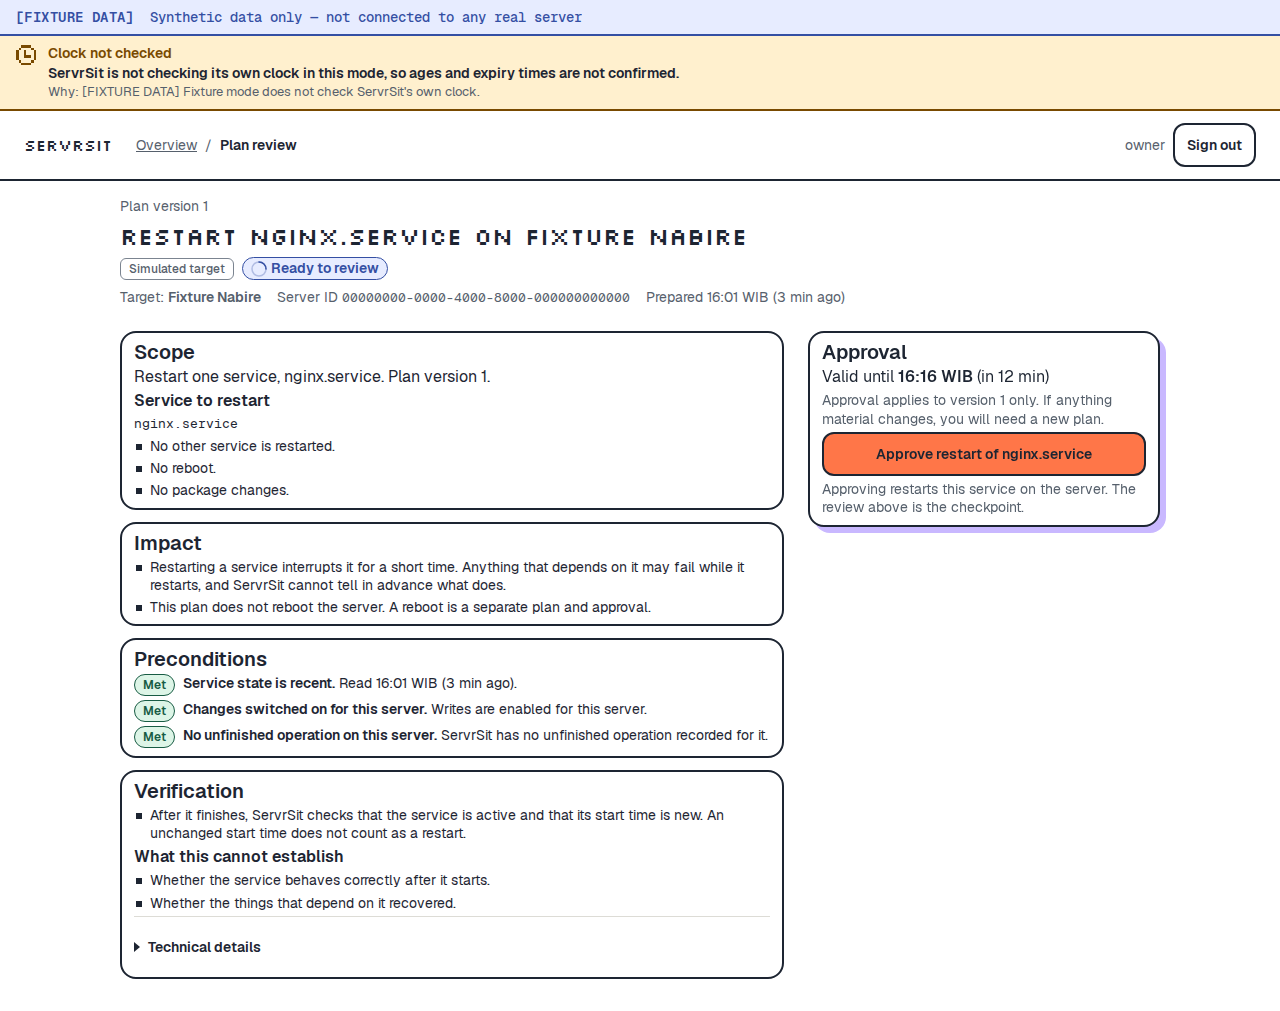 [FIXTURE DATA] Synthetic data only — not connected to any real server
Clock not checked
ServrSit is not checking its own clock in this mode, so ages and expiry times are not confirmed.
Why: [FIXTURE DATA] Fixture mode does not check ServrSit's own clock.
SERVRSIT
Overview / Plan review
owner
Sign out
Plan version 1
RESTART NGINX.SERVICE ON FIXTURE NABIRE
Simulated target
Ready to review
Target: Fixture Nabire Server ID 00000000-0000-4000-8000-000000000000 Prepared 16:01 WIB (3 min ago)
Scope
Restart one service, nginx.service. Plan version 1.
Service to restart
nginx.service
No other service is restarted.
No reboot.
No package changes.
Impact
Restarting a service interrupts it for a short time. Anything that depends on it may fail while it
restarts, and ServrSit cannot tell in advance what does.
This plan does not reboot the server. A reboot is a separate plan and approval.
Preconditions
Met Service state is recent. Read 16:01 WIB (3 min ago).
Met Changes switched on for this server. Writes are enabled for this server.
Met No unfinished operation on this server. ServrSit has no unfinished operation recorded for it.
Verification
After it finishes, ServrSit checks that the service is active and that its start time is new. An
unchanged start time does not count as a restart.
What this cannot establish
Whether the service behaves correctly after it starts.
Whether the things that depend on it recovered.
Technical details
Approval
Valid until 16:16 WIB (in 12 min)
Approval applies to version 1 only. If anything
material changes, you will need a new plan.
Approve restart of nginx.service
Approving restarts this service on the server. The
review above is the checkpoint.